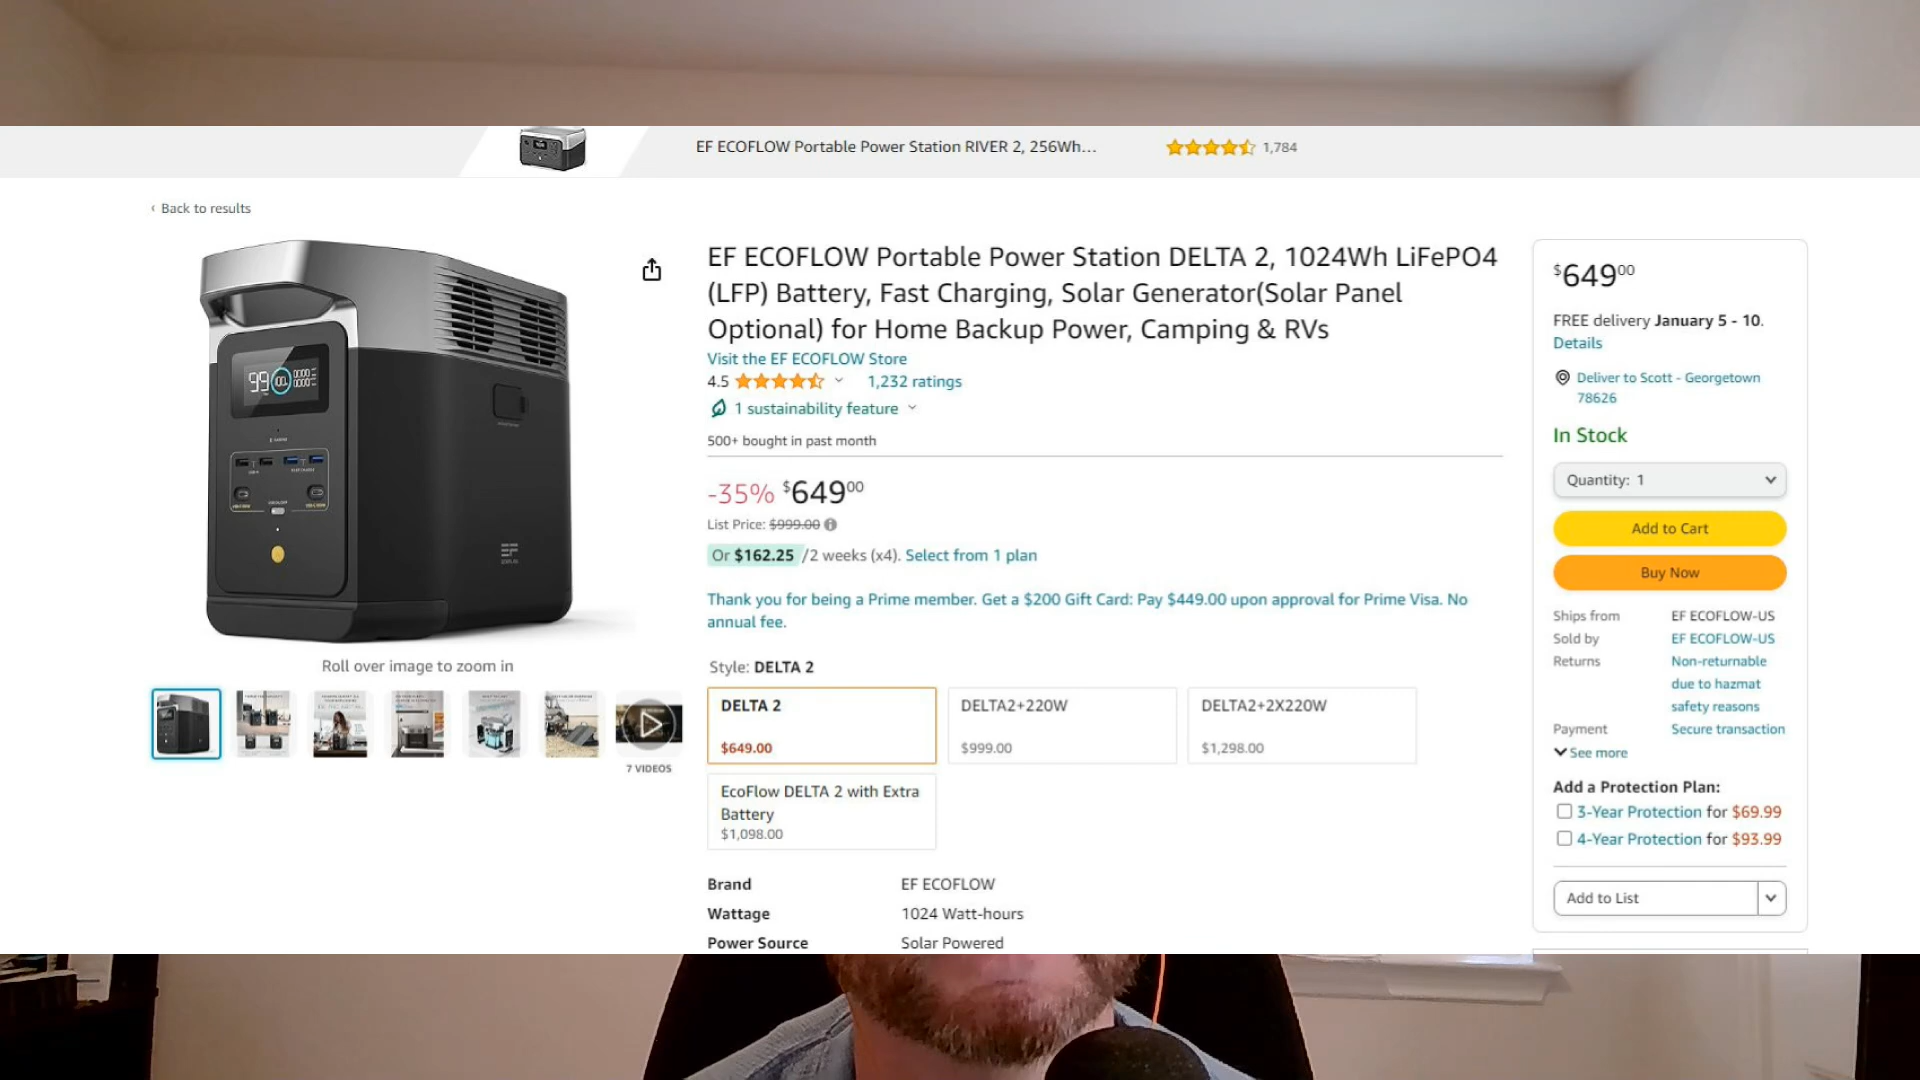 EF ECOFLOW Portable Power Station RIVER 2, 256Wh...
1,784
‹ Back to results
EF ECOFLOW Portable Power Station DELTA 2, 1024Wh LiFePO4
(LFP) Battery, Fast Charging, Solar Generator(Solar Panel
Optional) for Home Backup Power, Camping & RVs
Visit the EF ECOFLOW Store
4.5
1,232 ratings
1 sustainability feature
500+ bought in past month
-35% $649⁰⁰
List Price: $999.00
Or $162.25 /2 weeks (x4). Select from 1 plan
Thank you for being a Prime member. Get a $200 Gift Card: Pay $449.00 upon approval for Prime Visa. No
annual fee.
Style: DELTA 2
DELTA 2
$649.00
DELTA2+220W
$999.00
DELTA2+2X220W
$1,298.00
EcoFlow DELTA 2 with Extra
Battery
$1,098.00
Brand EF ECOFLOW
Wattage 1024 Watt-hours
Power Source Solar Powered
99
100
EF
Roll over image to zoom in
7 VIDEOS
$649⁰⁰
FREE delivery January 5 - 10.
Details
Deliver to Scott - Georgetown
78626
In Stock
Quantity: 1
Add to Cart
Buy Now
Ships from EF ECOFLOW-US
Sold by EF ECOFLOW-US
Returns Non-returnable
due to hazmat
safety reasons
Payment Secure transaction
See more
Add a Protection Plan:
3-Year Protection for $69.99
4-Year Protection for $93.99
Add to List